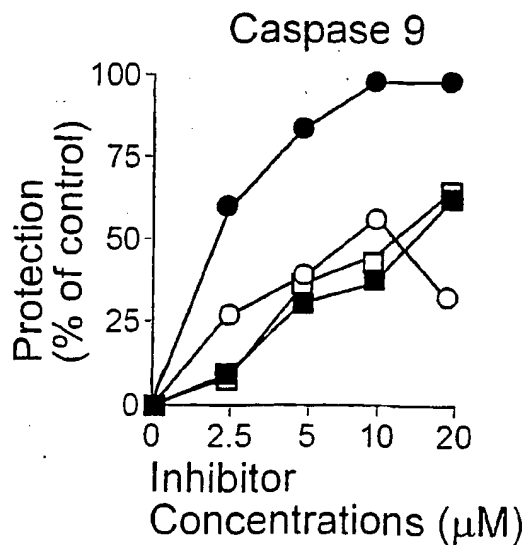 Caspase 9
Protection
(% of control)
100
75
50
25
0
0 2.5 5 10 20
Inhibitor
Concentrations (μM)